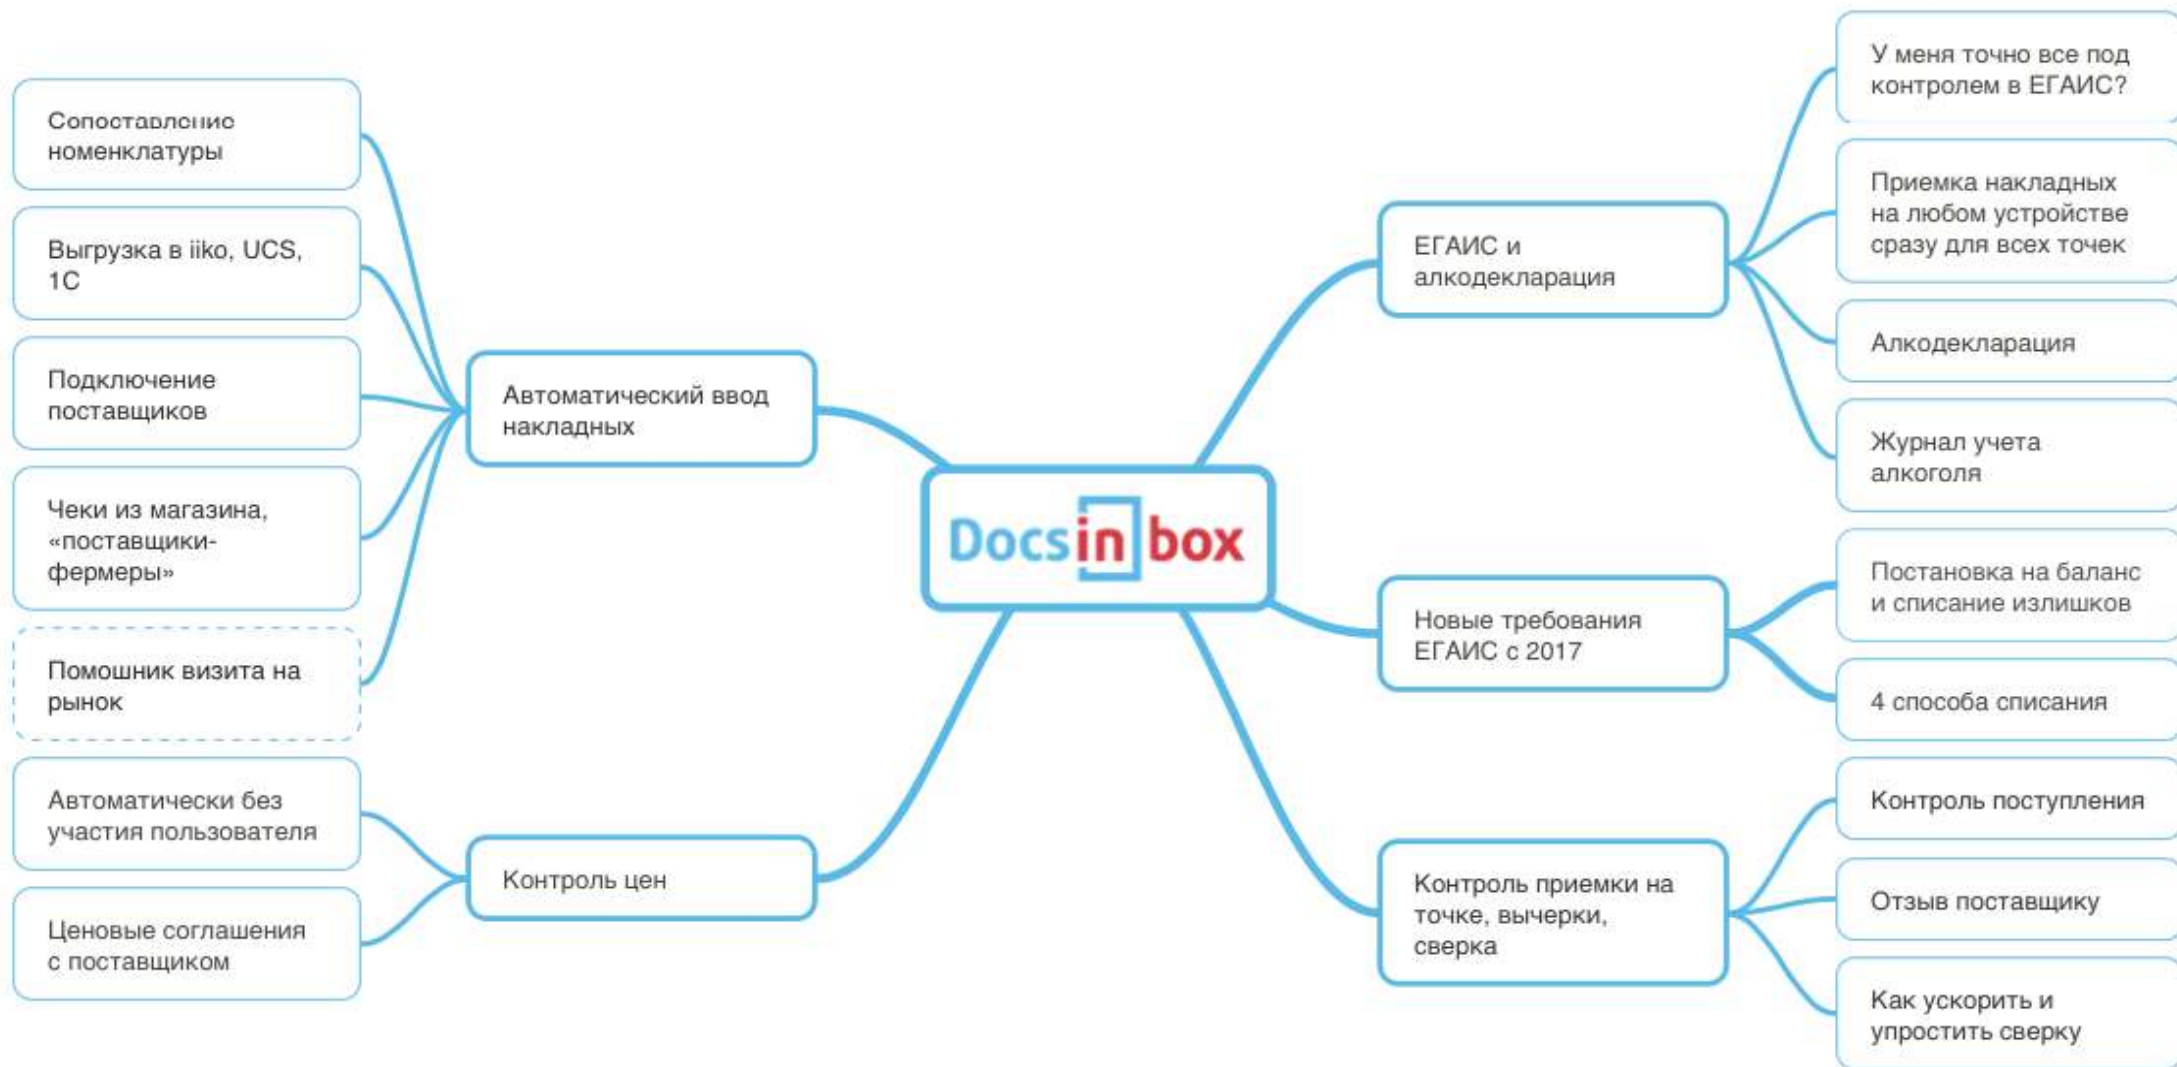 Сопоставление
номенклатуры
Выгрузка в iiko, UCS,
1С
Подключение
поставщиков
Чеки из магазина,
«поставщики-
фермеры»
Помошник визита на
рынок
Автоматически без
участия пользователя
Ценовые соглашения
с поставщиком
Автоматический ввод
накладных
Контроль цен
Docsinbox
ЕГАИС и
алкодекларация
Новые требования
ЕГАИС с 2017
Контроль приемки на
точке, вычерки,
сверка
У меня точно все под
контролем в ЕГАИС?
Приемка накладных
на любом устройстве
сразу для всех точек
Алкодекларация
Журнал учета
алкоголя
Постановка на баланс
и списание излишков
4 способа списания
Контроль поступления
Отзыв поставщику
Как ускорить и
упростить сверку